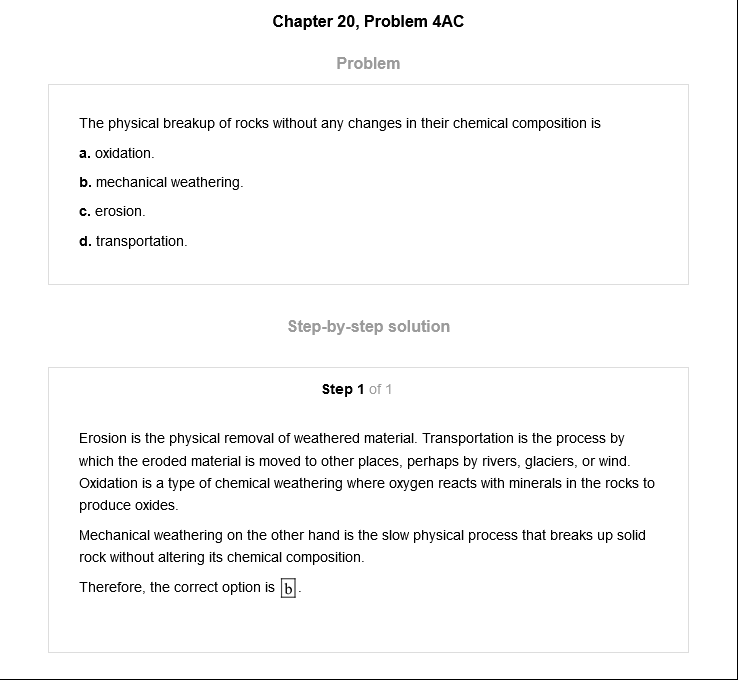 Chapter 20, Problem 4AC
Problem
The physical breakup of rocks without any changes in their chemical composition is
a. oxidation.
b. mechanical weathering.
c. erosion.
d. transportation.
Step-by-step solution
Step 1 of 1
Erosion is the physical removal of weathered material. Transportation is the process by
which the eroded material is moved to other places, perhaps by rivers, glaciers, or wind.
Oxidation is a type of chemical weathering where oxygen reacts with minerals in the rocks to
produce oxides.
Mechanical weathering on the other hand is the slow physical process that breaks up solid
rock without altering its chemical composition.
Therefore, the correct option is b.